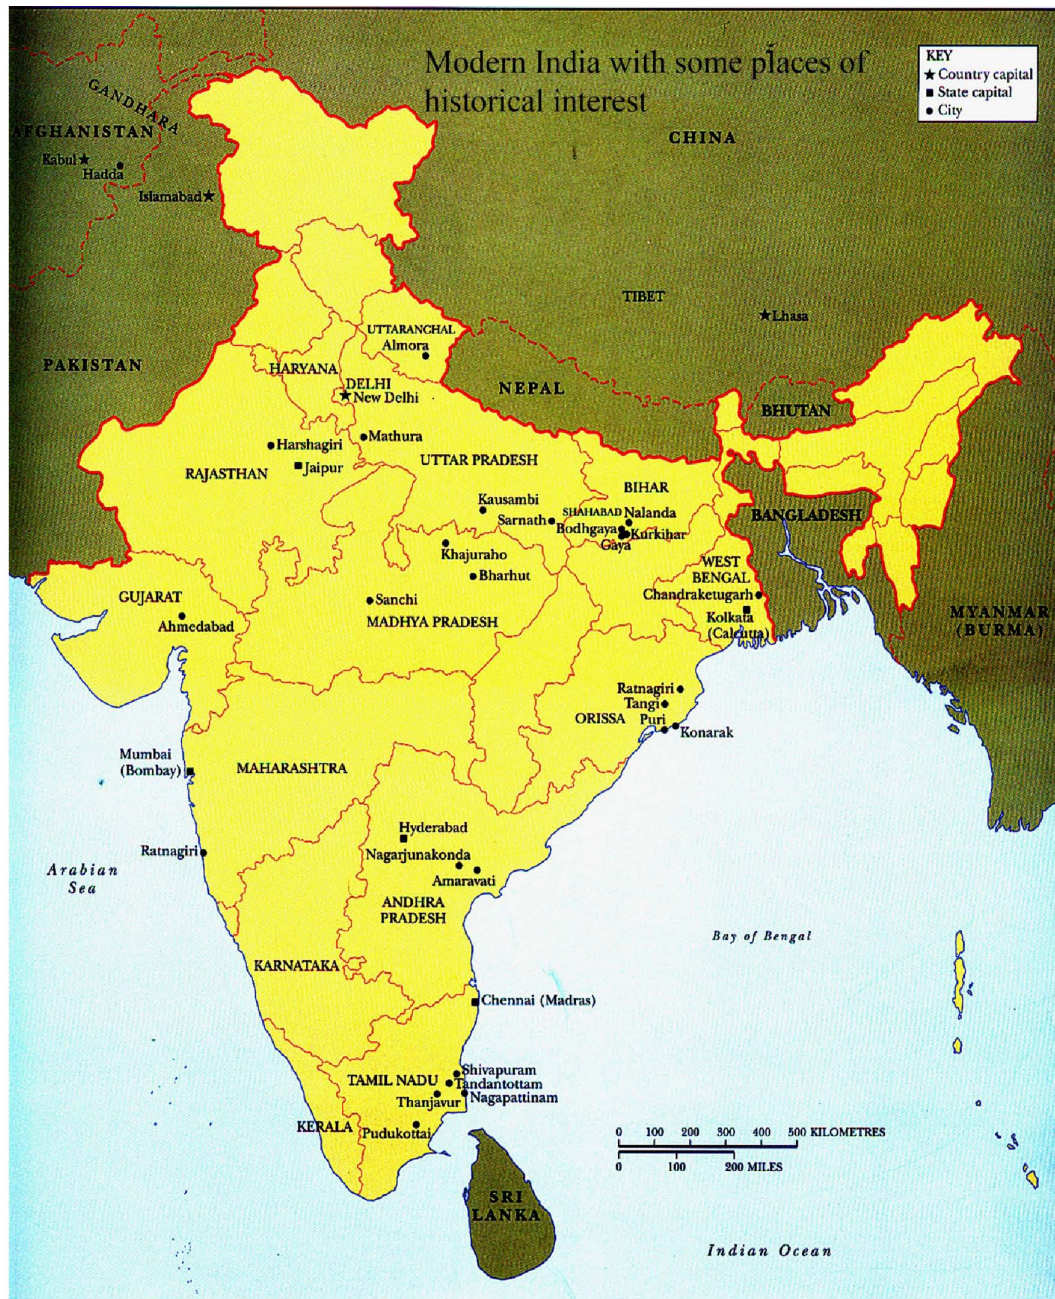 Modern India with some places of
historical interest
KEY
Country capital
State capital
City
GANDHARA
AFGHANISTAN
Kabul
Hadda
Islamabad
CHINA
TIBET
Lhasa
PAKISTAN
UTTARANCHAL
Almora
HARYANA
DELHI
New Delhi
NEPAL
BHUTAN
Harshagiri
Mathura
RAJASTHAN
Jaipur
UTTAR PRADESH
BIHAR
Kausambi
Sarnath
SHAHABAD
Nalanda
Bodhgaya
Kurkihar
Gaya
BANGLADESH
Khajuraho
Bharhut
WEST
BENGAL
Chandraketugarh
GUJARAT
Ahmedabad
Sanchi
MADHYA PRADESH
Kolkata
(Calcutta)
MYANMAR
(BURMA)
Ratnagiri
Tangi
ORISSA
Puri
Konarak
Mumbai
(Bombay)
MAHARASHTRA
Hyderabad
Ratnagiri
Nagarjunakonda
Amaravati
Arabian
Sea
ANDHRA
PRADESH
Bay of Bengal
KARNATAKA
Chennai (Madras)
Shivapuram
TAMIL NADU
Tandantottam
Thanjavur
Nagapattinam
KERALA
Pudukottai
0 100 200 300 400 500 KILOMETRES
0 100 200 MILES
SRI
LANKA
Indian Ocean